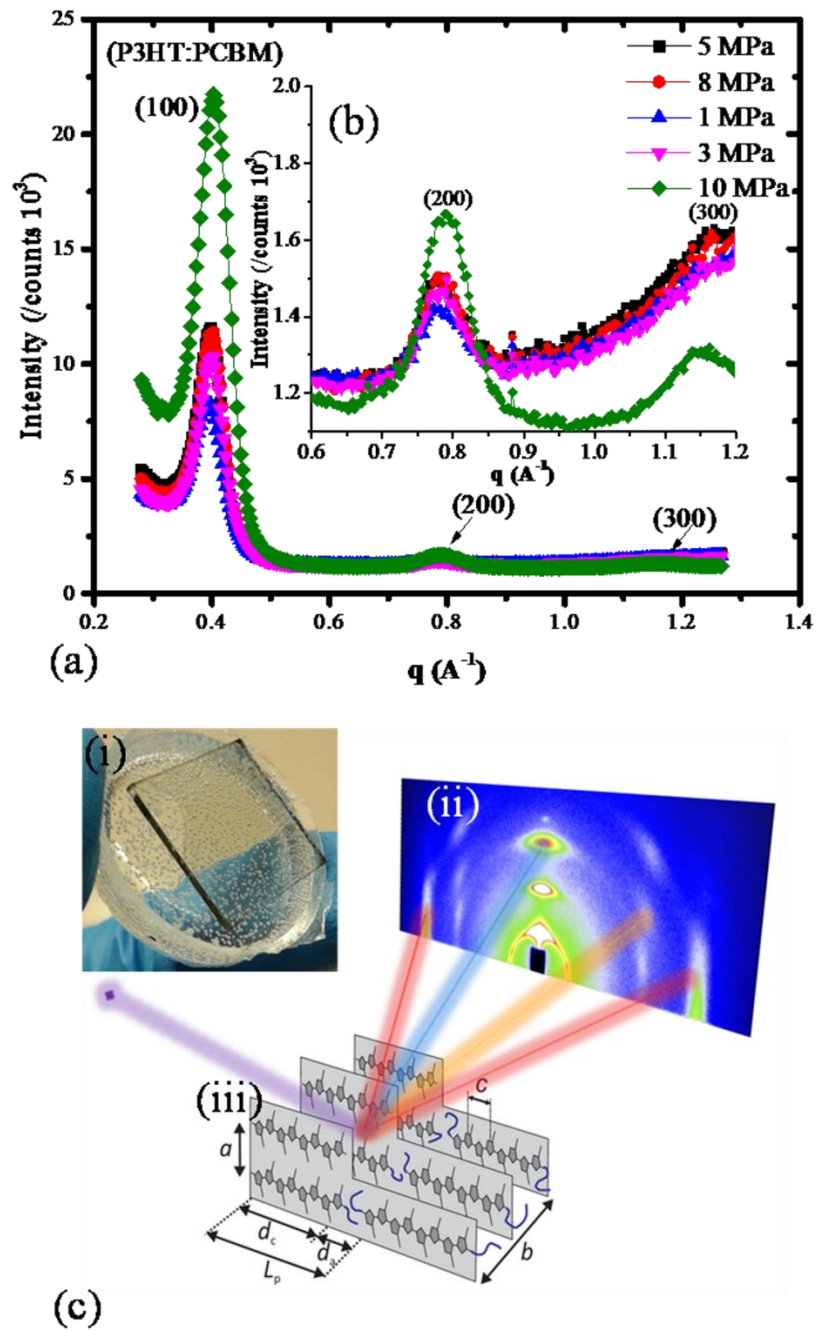 (P3HT:PCBM)
(100)
5 MPa
8 MPa
1 MPa
3 MPa
10 MPa
(b)
2.0
1.8
1.6
1.4
1.2
Intensity (/counts 10³)
(200)
(300)
0.6 0.7 0.8 0.9 1.0 1.1 1.2
q (A⁻¹)
25
20
15
10
5
0
Intensity (/counts 10³)
(200)
(300)
0.2 0.4 0.6 0.8 1.0 1.2 1.4
q (A⁻¹)
(a)
(i)
(ii)
(iii)
a
c
b
d_c
d_a
L_p
(c)